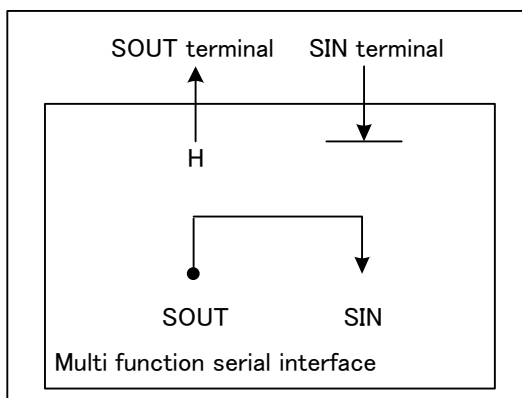 SOUT terminal SIN terminal
H
SOUT SIN
Multi function serial interface